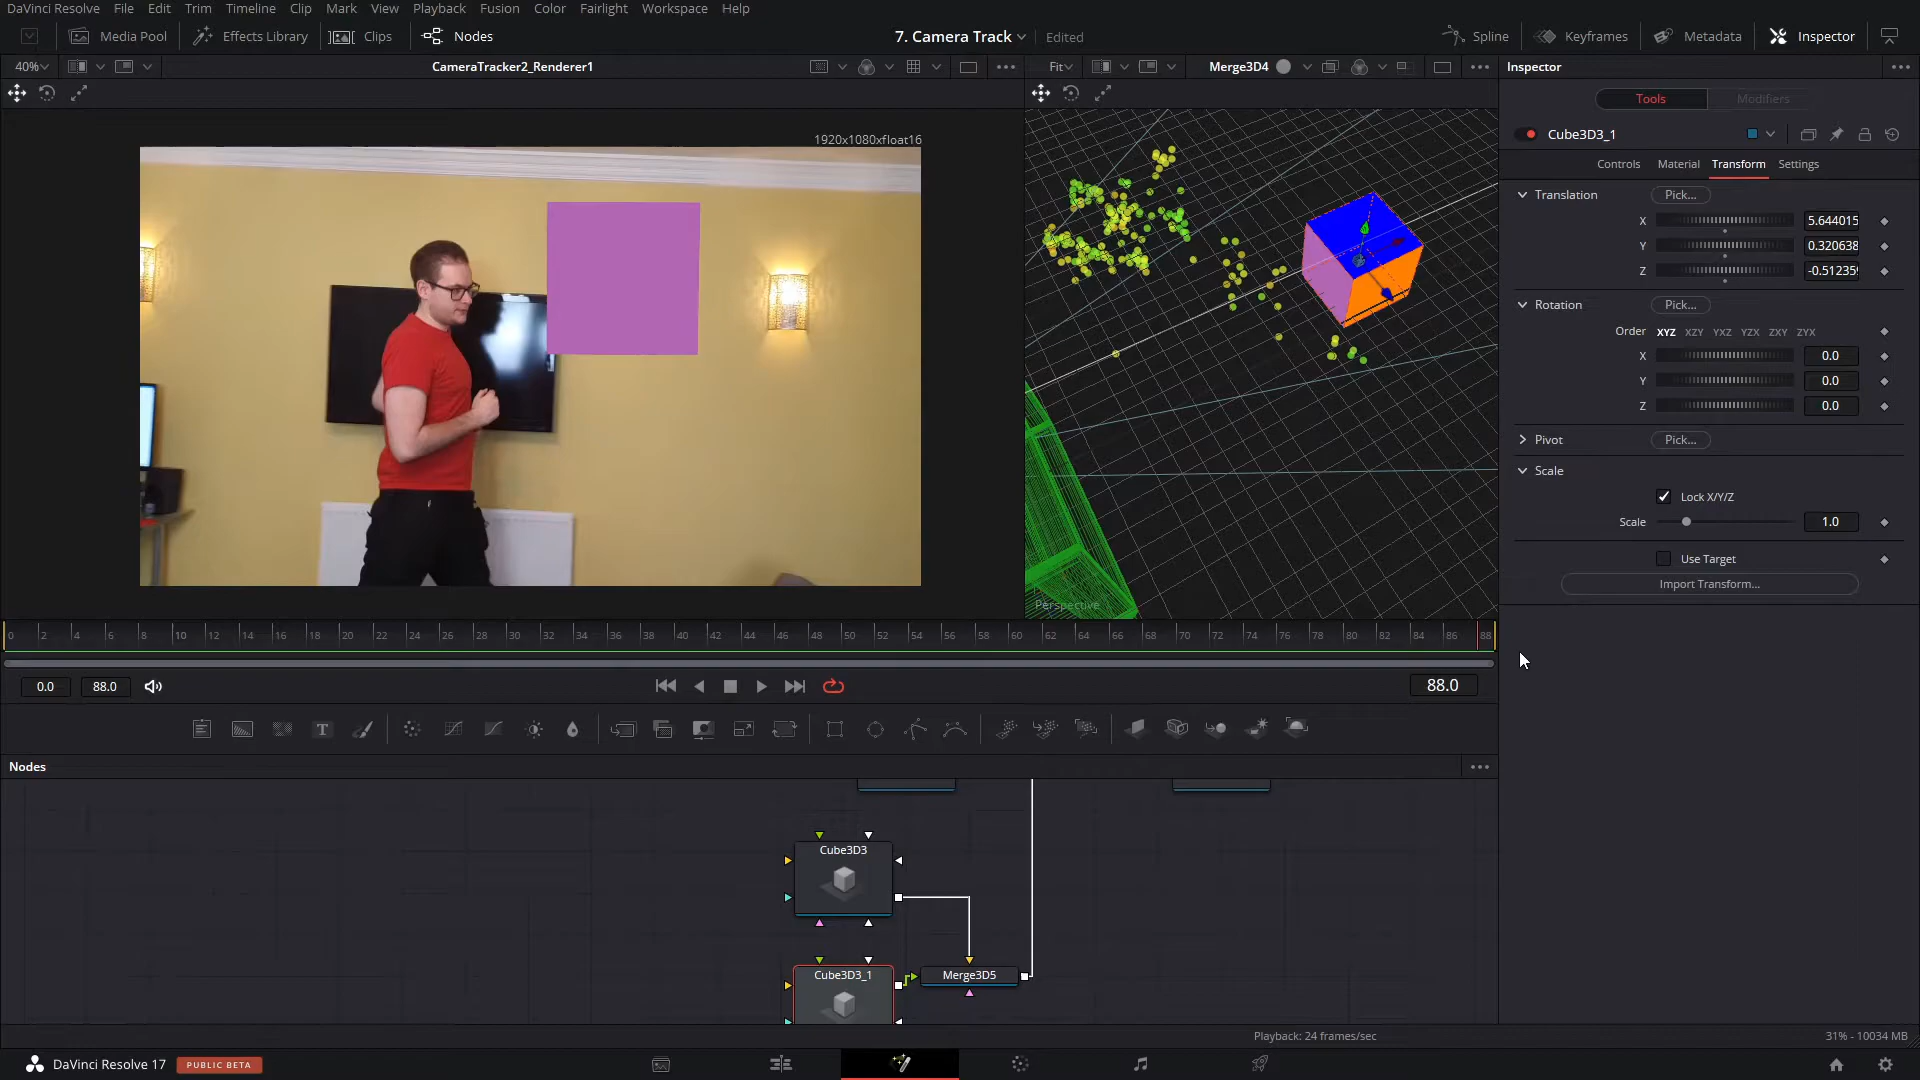 DaVinci Resolve File Edit Trim Timeline Clip Mark View Playback Fusion Color Fairlight Workspace Help
Media Pool Effects Library Clips Nodes 7. Camera Track Edited Spline Keyframes Metadata Inspector
40% CameraTracker2_Renderer1 Fit Merge3D4 Inspector
Tools Modifiers
1920x1080xfloat16
Cube3D3_1
Controls Material Transform Settings
Translation Pick...
X 5.644015
Y 0.320638
Z -0.512359
Rotation Pick...
Order XYZ XZY YXZ YZX ZXY ZYX
X 0.0
Y 0.0
Z 0.0
Pivot Pick...
Scale
Lock X/Y/Z
Scale 1.0
Use Target
Import Transform...
Perspective
0 2 4 6 8 10 12 14 16 18 20 22 24 26 28 30 32 34 36 38 40 42 44 46 48 50 52 54 56 58 60 62 64 66 68 70 72 74 76 78 80 82 84 86 88
0.0 88.0 88.0
T
Nodes
Cube3D3
Cube3D3_1 Merge3D5
Playback: 24 frames/sec 31% - 10034 MB
DaVinci Resolve 17 PUBLIC BETA